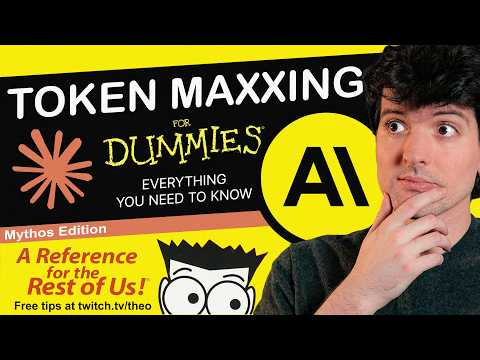 TOKEN MAXXING
FOR
DUMMIES
EVERYTHING
YOU NEED TO KNOW
A\
Mythos Edition
A Reference
for the
Rest of Us!
Free tips at twitch.tv/theo